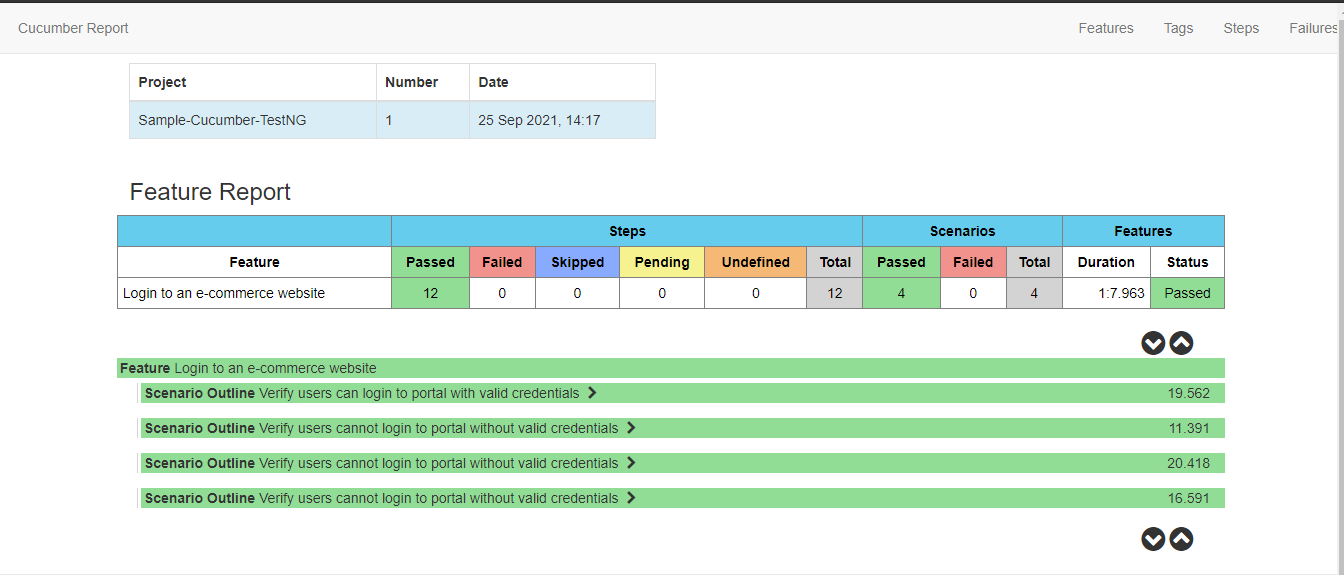 Cucumber Report Features Tags Steps Failures
Project Number Date
Sample-Cucumber-TestNG 1 25 Sep 2021, 14:17
Feature Report
Steps Scenarios Features
Feature Passed Failed Skipped Pending Undefined Total Passed Failed Total Duration Status
Login to an e-commerce website 12 0 0 0 0 12 4 0 4 1:7.963 Passed
Feature Login to an e-commerce website
Scenario Outline Verify users can login to portal with valid credentials 19.562
Scenario Outline Verify users cannot login to portal without valid credentials 11.391
Scenario Outline Verify users cannot login to portal without valid credentials 20.418
Scenario Outline Verify users cannot login to portal without valid credentials 16.591